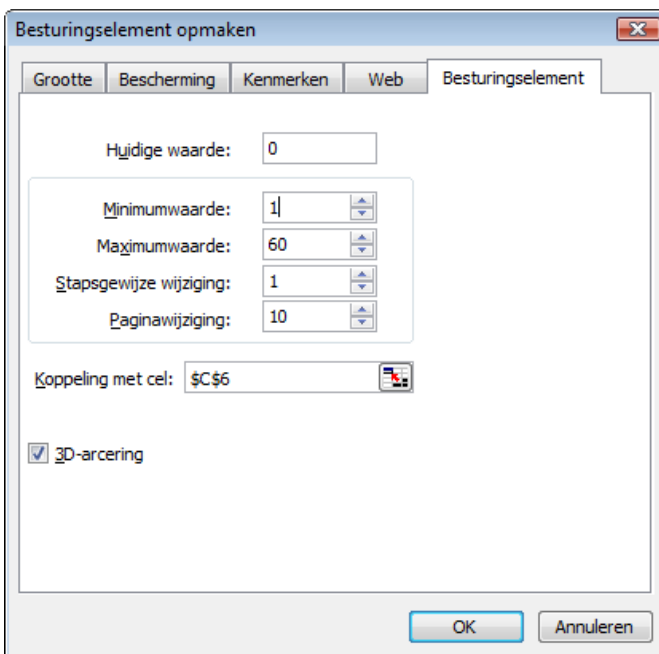 Besturingselement opmaken
Grootte Bescherming Kenmerken Web Besturingselement
Huidige waarde: 0
Minimumwaarde: 1
Maximumwaarde: 60
Stapsgewijze wijziging: 1
Paginawijziging: 10
Koppeling met cel: $C$6
3D-arcering
OK Annuleren